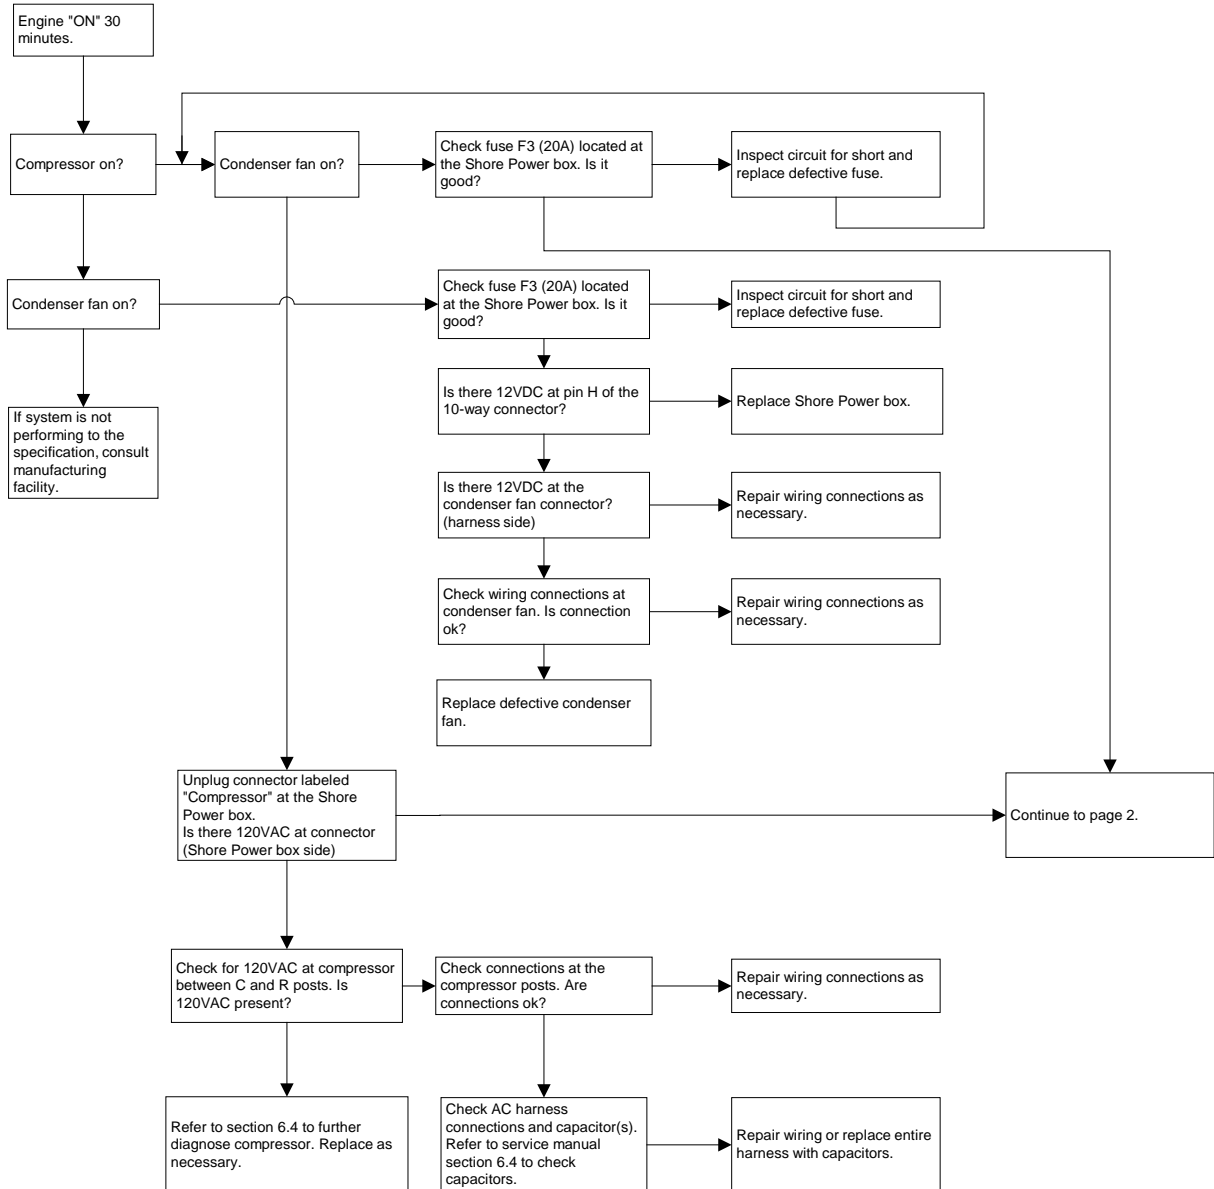 Engine "ON" 30
minutes.
Compressor on?
Condenser fan on?
Check fuse F3 (20A) located at
the Shore Power box. Is it
good?
Inspect circuit for short and
replace defective fuse.
Condenser fan on?
Check fuse F3 (20A) located
at the Shore Power box. Is it
good?
Inspect circuit for short and
replace defective fuse.
If system is not
performing to the
specification, consult
manufacturing
facility.
Is there 12VDC at pin H of the
10-way connector?
Replace Shore Power box.
Is there 12VDC at the
condenser fan connector?
(harness side)
Repair wiring connections as
necessary.
Check wiring connections at
condenser fan. Is connection
ok?
Repair wiring connections as
necessary.
Replace defective condenser
fan.
Unplug connector labeled
"Compressor" at the Shore
Power box.
Is there 120VAC at connector
(Shore Power box side)
Continue to page 2.
Check for 120VAC at compressor
between C and R posts. Is
120VAC present?
Check connections at the
compressor posts. Are
connections ok?
Repair wiring connections as
necessary.
Refer to section 6.4 to further
diagnose compressor. Replace as
necessary.
Check AC harness
connections and capacitor(s).
Refer to service manual
section 6.4 to check
capacitors.
Repair wiring or replace entire
harness with capacitors.